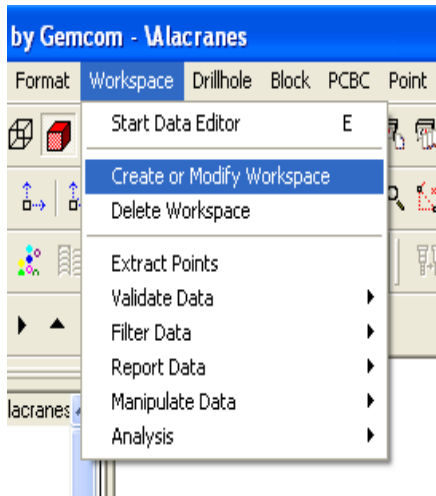 by Gemcom - \Alacranes
Format Workspace Drillhole Block PCBC Point
Start Data Editor E
Create or Modify Workspace
Delete Workspace
Extract Points
Validate Data
Filter Data
Report Data
Manipulate Data
Analysis
lacranes